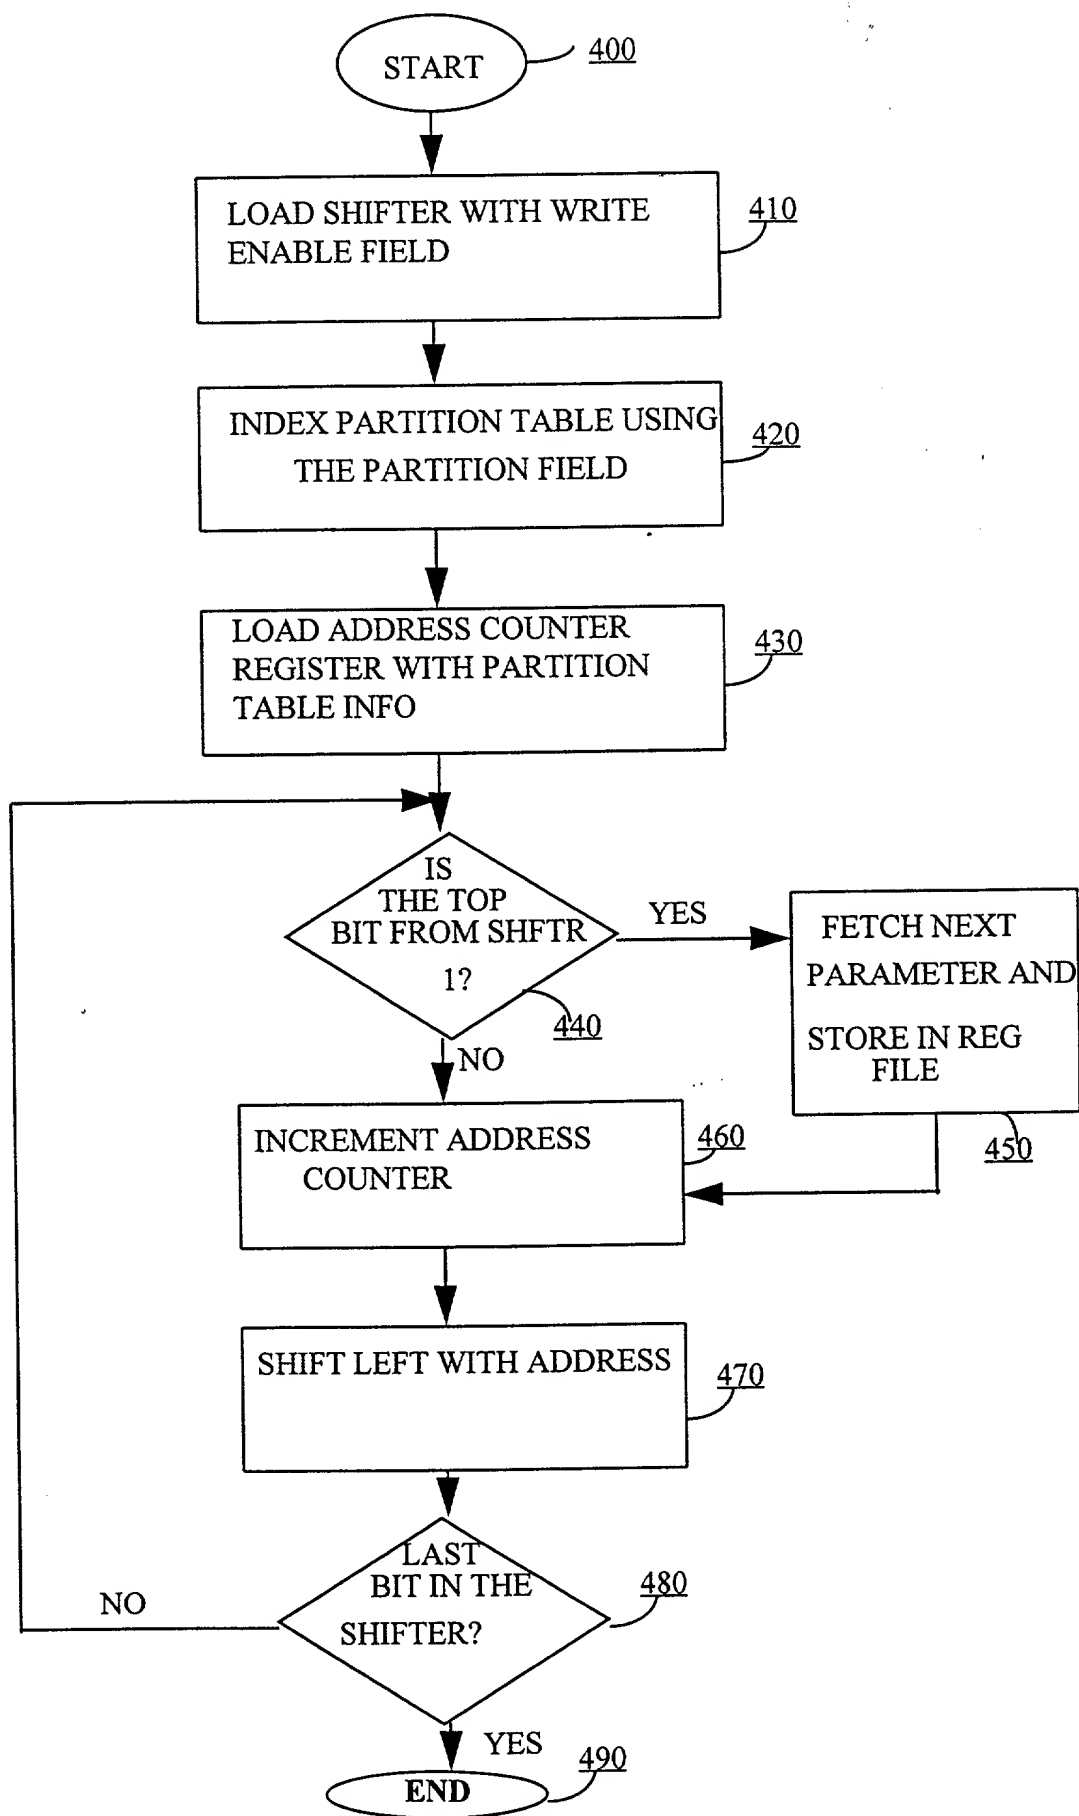 START
400
LOAD SHIFTER WITH WRITE
ENABLE FIELD
410
INDEX PARTITION TABLE USING
THE PARTITION FIELD
420
LOAD ADDRESS COUNTER
REGISTER WITH PARTITION
TABLE INFO
430
IS
THE TOP
BIT FROM SHFTR
1?
440
YES
FETCH NEXT
PARAMETER AND
STORE IN REG
FILE
450
NO
INCREMENT ADDRESS
COUNTER
460
SHIFT LEFT WITH ADDRESS
470
LAST
BIT IN THE
SHIFTER?
480
NO
YES
END
490